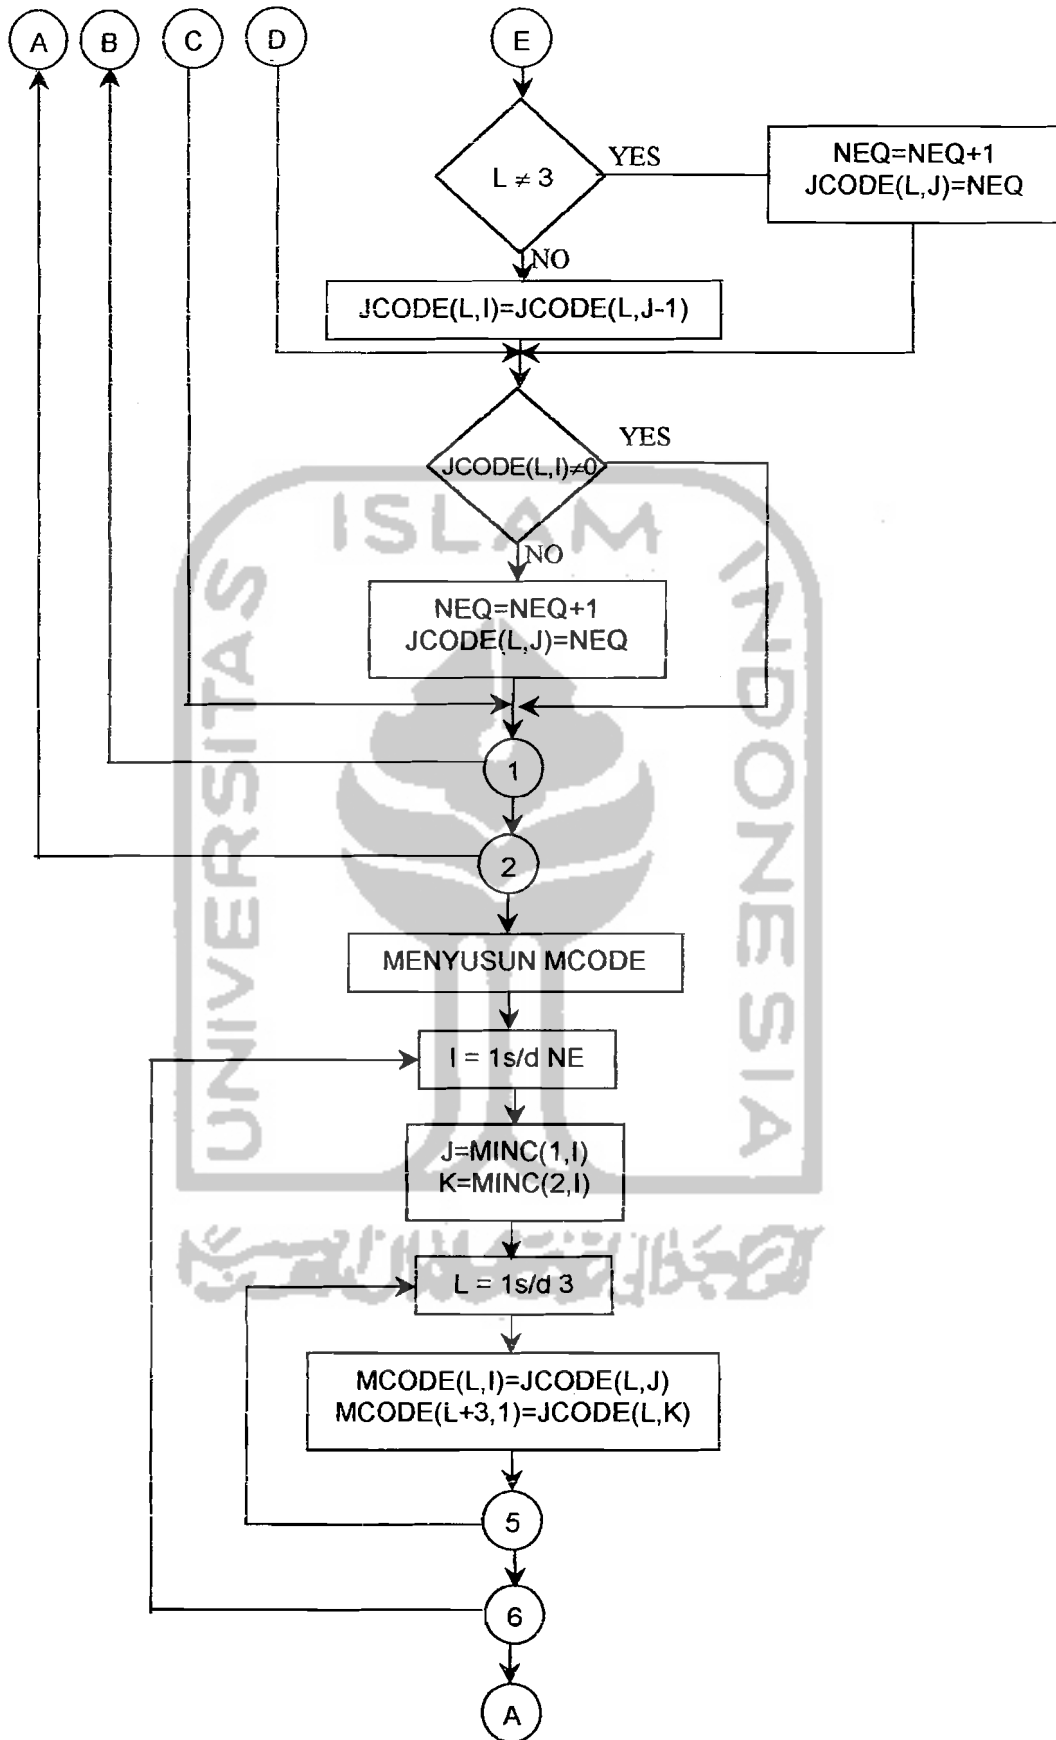 A
B
C
D
E
L ≠ 3
YES
NEQ=NEQ+1
JCODE(L,J)=NEQ
NO
JCODE(L,I)=JCODE(L,J-1)
JCODE(L,I)≠0
YES
NO
NEQ=NEQ+1
JCODE(L,J)=NEQ
1
2
MENYUSUN MCODE
I = 1s/d NE
J=MINC(1,I)
K=MINC(2,I)
L = 1s/d 3
MCODE(L,I)=JCODE(L,J)
MCODE(L+3,1)=JCODE(L,K)
5
6
A
UNIVERSITAS
ISLAM
INDONESIA